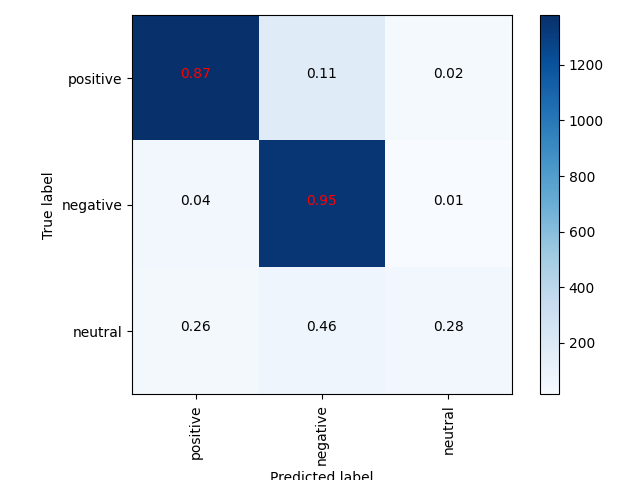 positive 0.87 0.11 0.02
negative 0.04 0.95 0.01
neutral 0.26 0.46 0.28
True label
positive negative neutral
Predicted label
1200
1000
800
600
400
200